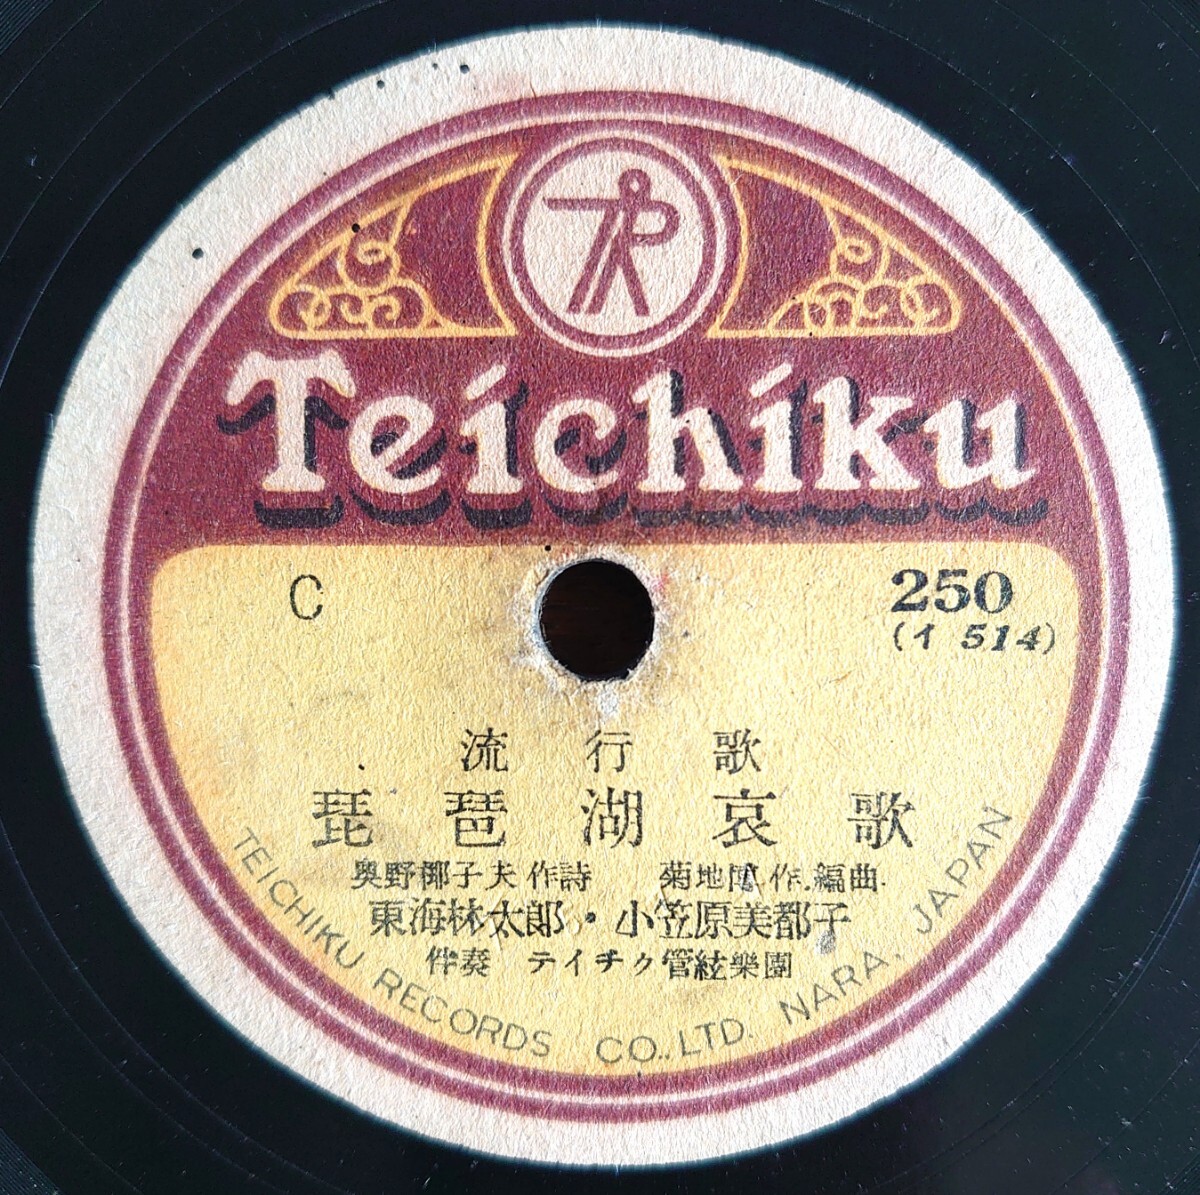 Teichiku
C
250
(イ 514)
流行歌
琵琶湖哀歌
奥野椰子夫 作詩 菊地博 作.編曲
東海林太郎・小笠原美都子
伴奏 テイチク管絃樂團
TEICHIKU RECORDS CO., LTD. NARA. JAPAN